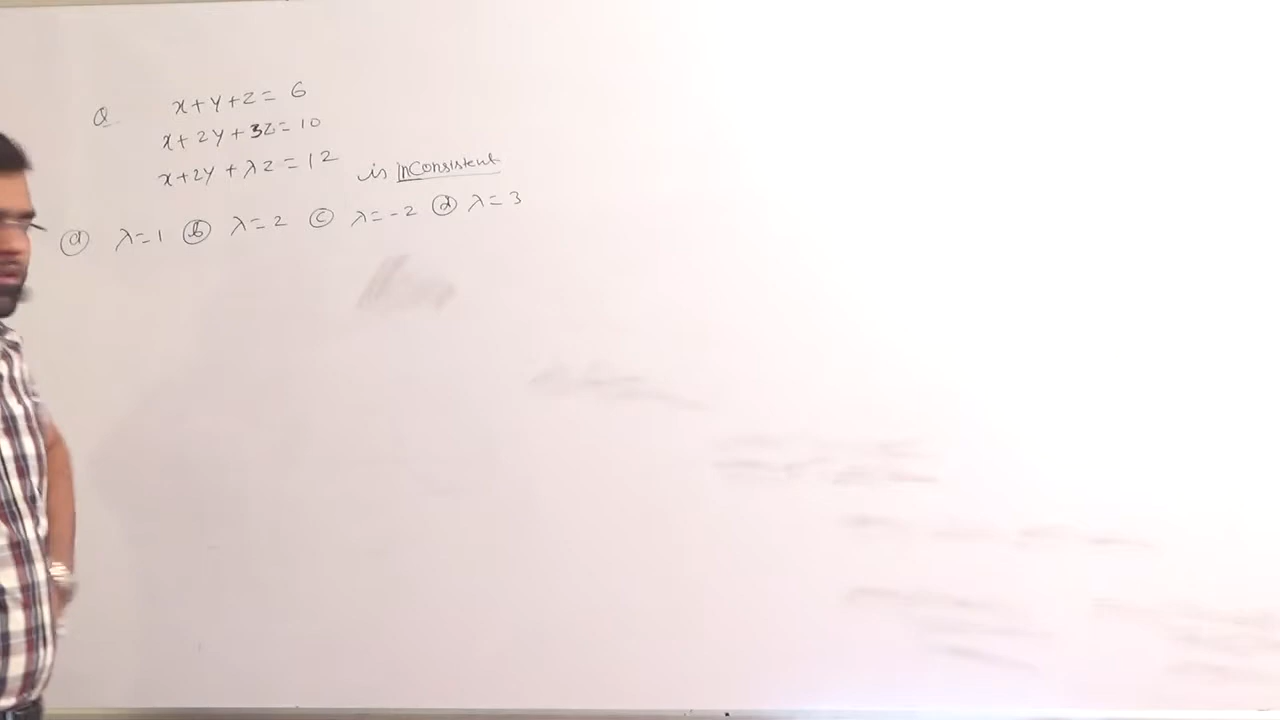 Q. x+y+z=6
x+2y+3z=10
x+2y+λz=12 is inconsistent
ⓐ λ=1 ⓑ λ=2 ⓒ λ=-2 ⓓ λ=3